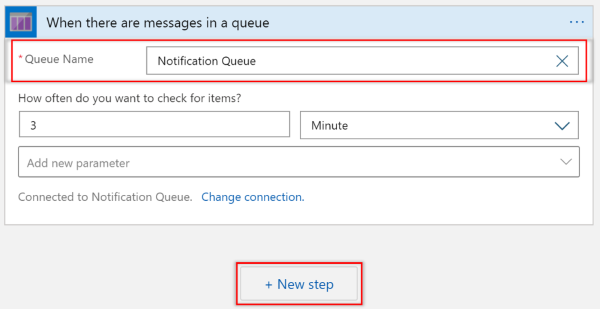 When there are messages in a queue
...
* Queue Name
Notification Queue
How often do you want to check for items?
3
Minute
Add new parameter
Connected to Notification Queue. Change connection.
+ New step